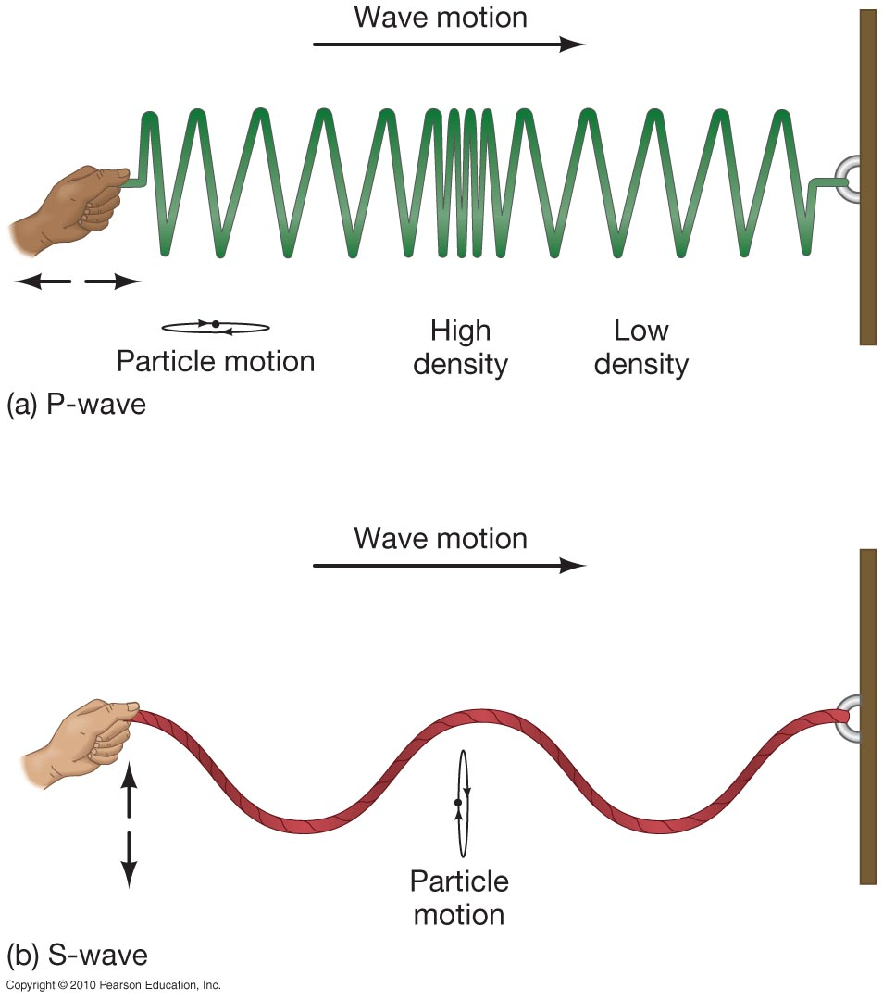 Wave motion
High
density
Low
density
Particle motion
(a) P-wave
Wave motion
Particle
motion
(b) S-wave
Copyright © 2010 Pearson Education, Inc.